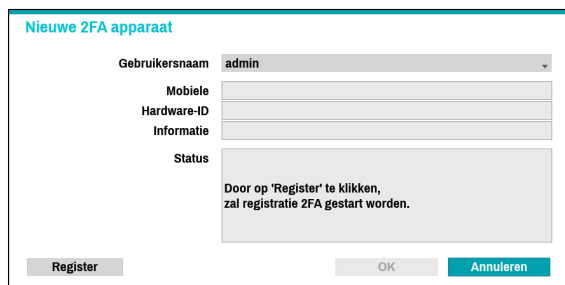 Nieuwe 2FA apparaat
Gebruikersnaam admin
Mobiele
Hardware-ID
Informatie
Status
Door op 'Register' te klikken,
zal registratie 2FA gestart worden.
Register OK Annuleren